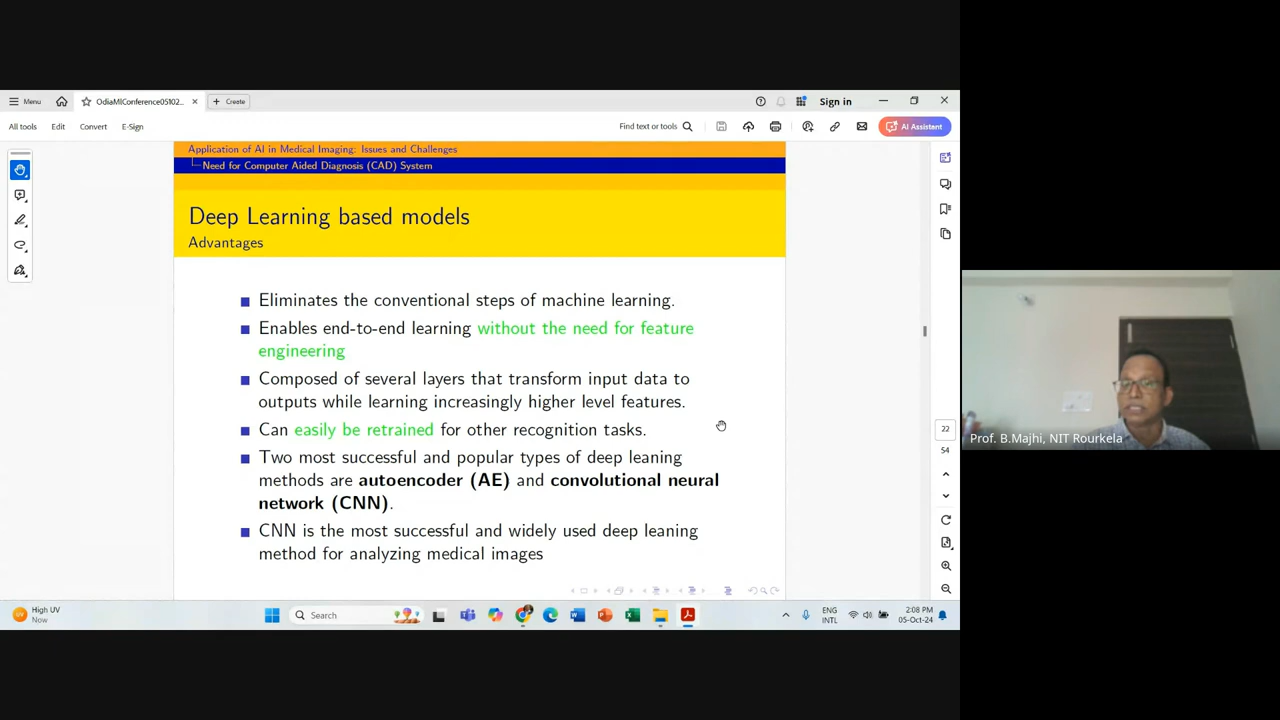 Menu
OdiaMlConference05102...
Create
Sign in
All tools
Edit
Convert
E-Sign
Find text or tools
AI Assistant
Application of AI in Medical Imaging: Issues and Challenges
Need for Computer Aided Diagnosis (CAD) System
Deep Learning based models
Advantages
Eliminates the conventional steps of machine learning.
Enables end-to-end learning without the need for feature
engineering
Composed of several layers that transform input data to
outputs while learning increasingly higher level features.
Can easily be retrained for other recognition tasks.
Two most successful and popular types of deep leaning
methods are autoencoder (AE) and convolutional neural
network (CNN).
CNN is the most successful and widely used deep leaning
method for analyzing medical images
22
54
Prof. B.Majhi, NIT Rourkela
UV
High UV
Now
Search
ENG
INTL
2:08 PM
05-Oct-24